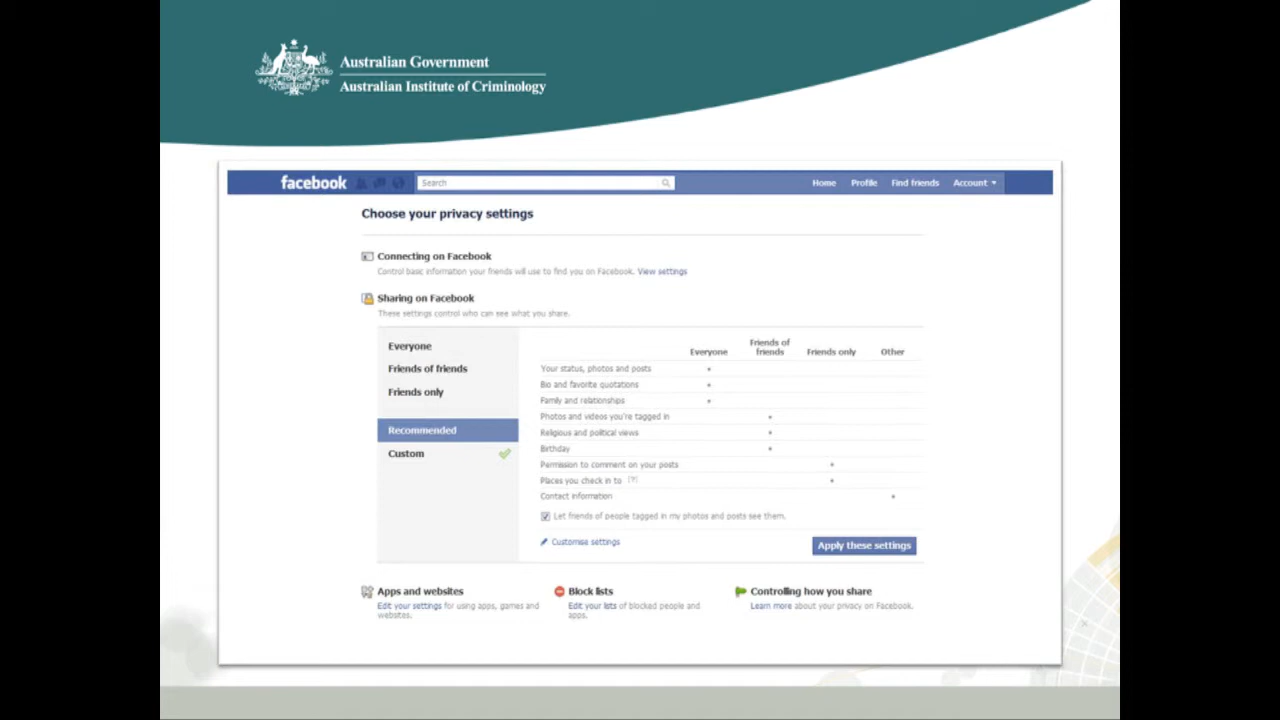 Australian Government
Australian Institute of Criminology
facebook
Search
Home Profile Find friends Account
Choose your privacy settings
Connecting on Facebook
Control basic information your friends will use to find you on Facebook. View settings
Sharing on Facebook
These settings control who can see what you share.
Everyone
Friends of friends
Friends only
Recommended
Custom
Everyone Friends of friends Friends only Other
Your status, photos and posts
Bio and favorite quotations
Family and relationships
Photos and videos you're tagged in
Religious and political views
Birthday
Permission to comment on your posts
Places you check in to [?]
Contact information
Let friends of people tagged in my photos and posts see them.
Customise settings
Apply these settings
Apps and websites
Edit your settings for using apps, games and
websites.
Block lists
Edit your lists of blocked people and
apps.
Controlling how you share
Learn more about your privacy on Facebook.